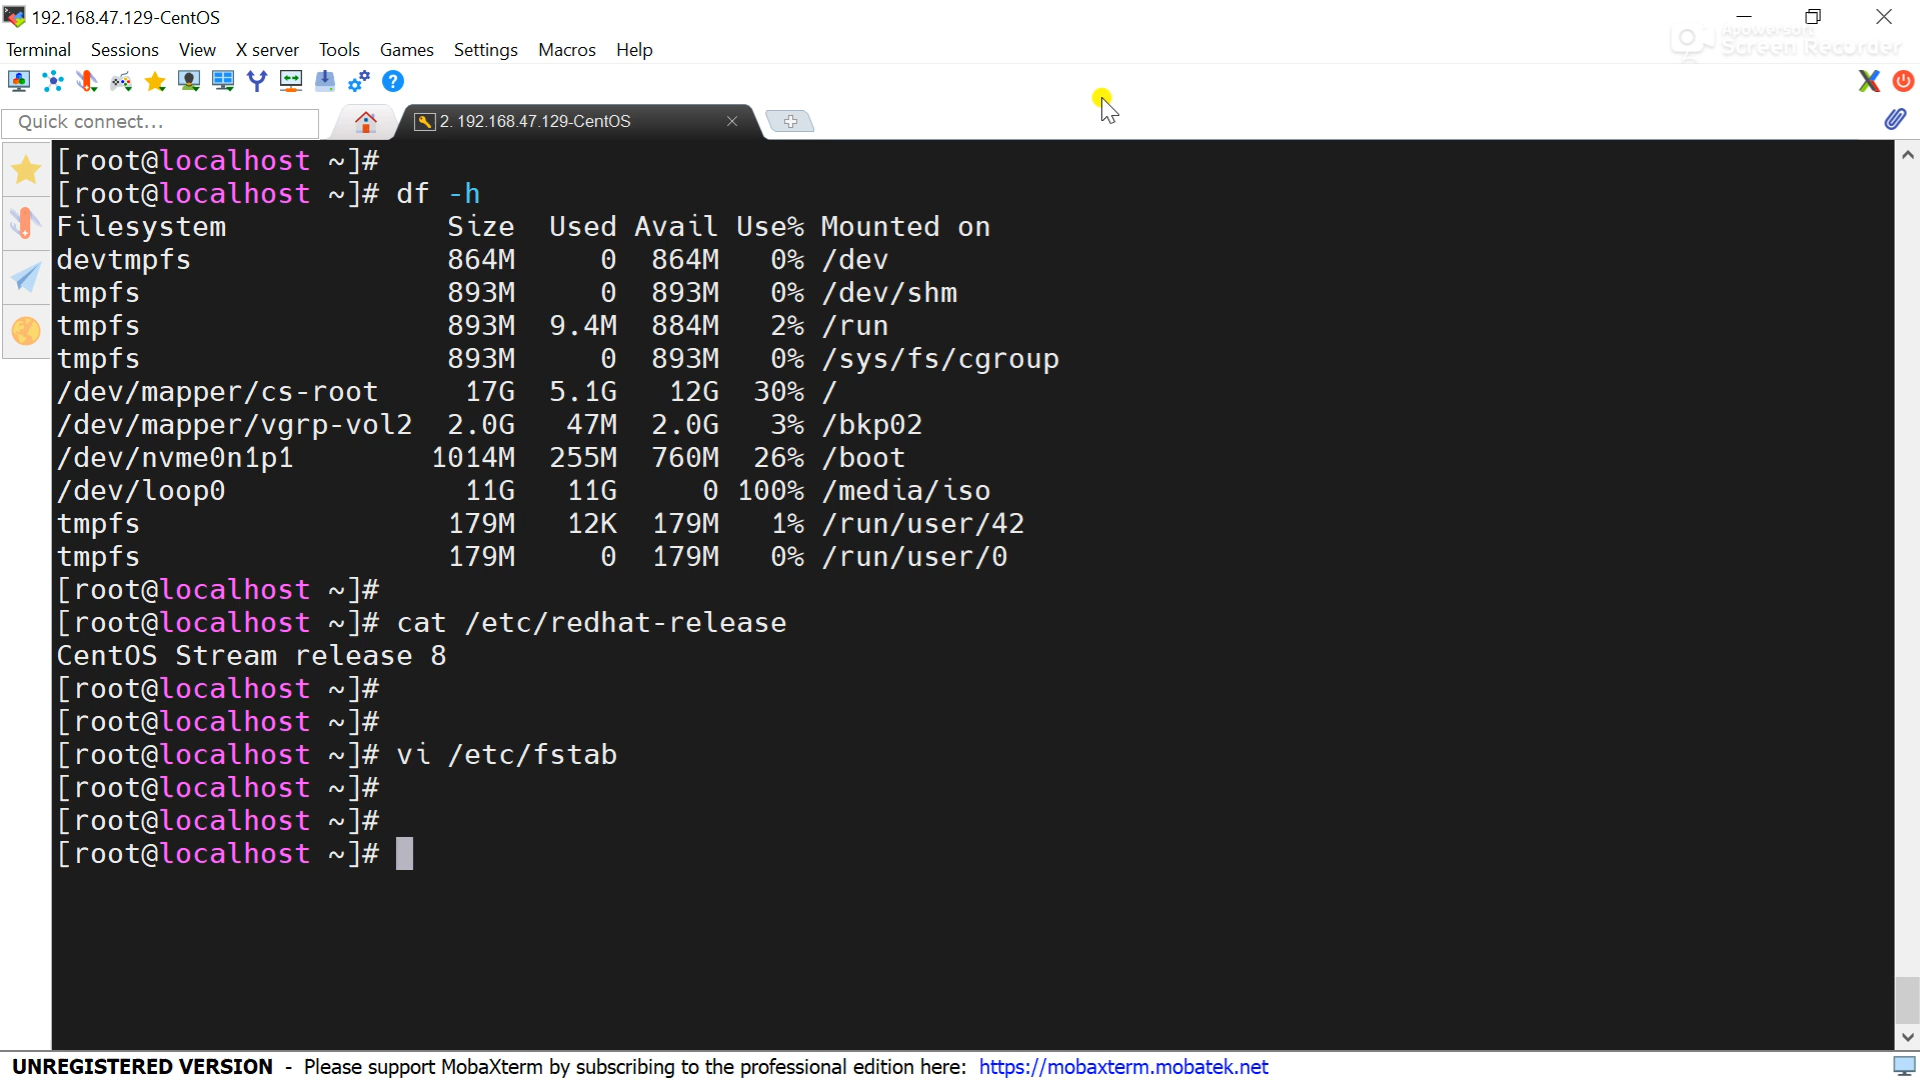 192.168.47.129-CentOS
Apowersoft
Screen Recorder
Terminal Sessions View X server Tools Games Settings Macros Help
Quick connect...
2. 192.168.47.129-CentOS
[root@localhost ~]#
[root@localhost ~]# df -h
Filesystem Size Used Avail Use% Mounted on
devtmpfs 864M 0 864M 0% /dev
tmpfs 893M 0 893M 0% /dev/shm
tmpfs 893M 9.4M 884M 2% /run
tmpfs 893M 0 893M 0% /sys/fs/cgroup
/dev/mapper/cs-root 17G 5.1G 12G 30% /
/dev/mapper/vgrp-vol2 2.0G 47M 2.0G 3% /bkp02
/dev/nvme0n1p1 1014M 255M 760M 26% /boot
/dev/loop0 11G 11G 0 100% /media/iso
tmpfs 179M 12K 179M 1% /run/user/42
tmpfs 179M 0 179M 0% /run/user/0
[root@localhost ~]#
[root@localhost ~]# cat /etc/redhat-release
CentOS Stream release 8
[root@localhost ~]#
[root@localhost ~]#
[root@localhost ~]# vi /etc/fstab
[root@localhost ~]#
[root@localhost ~]#
[root@localhost ~]#
UNREGISTERED VERSION - Please support MobaXterm by subscribing to the professional edition here: https://mobaxterm.mobatek.net